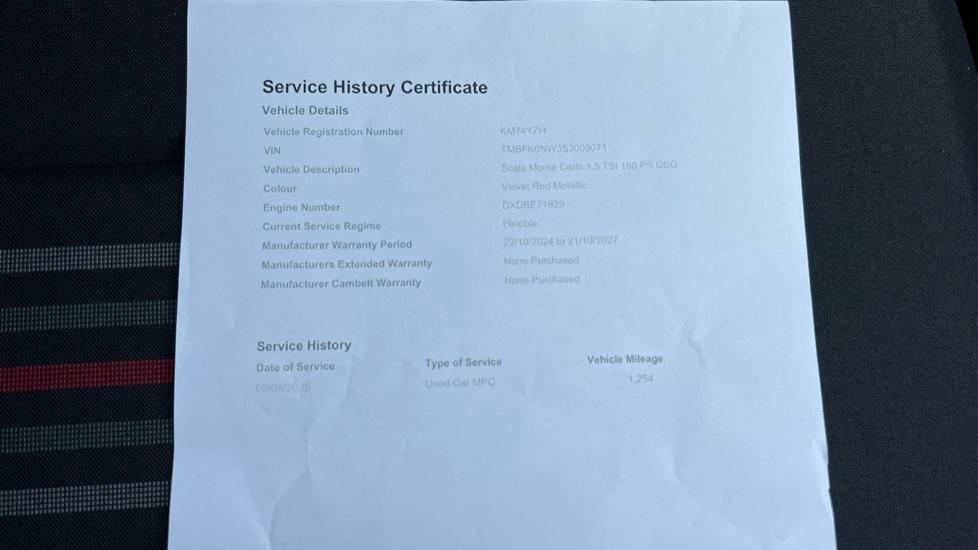 Service History Certificate
Vehicle Details
Vehicle Registration Number KM74YZH
VIN TMBFK6NW3S3009071
Vehicle Description Scala Monte Carlo 1.5 TSI 150 PS DSG
Colour Velvet Red Metallic
Engine Number DXDBE71929
Current Service Regime Flexible
Manufacturer Warranty Period 22/10/2024 to 21/10/2027
Manufacturers Extended Warranty None Purchased
Manufacturer Cambelt Warranty None Purchased
Service History
Date of Service Type of Service Vehicle Mileage
09/06/2025 Used Car MPC 1,254